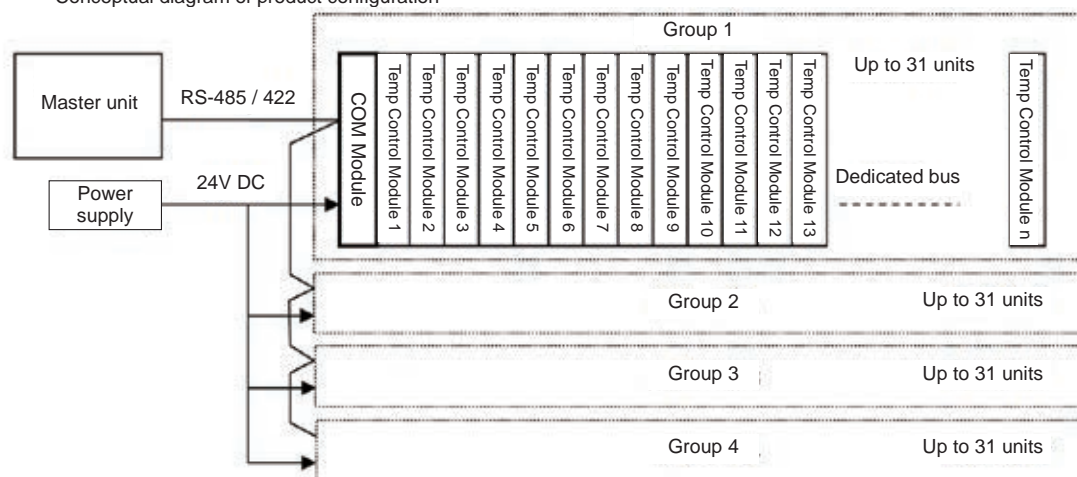 Conceptual diagram of product configuration
Group 1
Master unit
RS-485 / 422
COM Module
Temp Control Module 1
Temp Control Module 2
Temp Control Module 3
Temp Control Module 4
Temp Control Module 5
Temp Control Module 6
Temp Control Module 7
Temp Control Module 8
Temp Control Module 9
Temp Control Module 10
Temp Control Module 11
Temp Control Module 12
Temp Control Module 13
Up to 31 units
Dedicated bus
Temp Control Module n
Power
supply
24V DC
Group 2
Up to 31 units
Group 3
Up to 31 units
Group 4
Up to 31 units